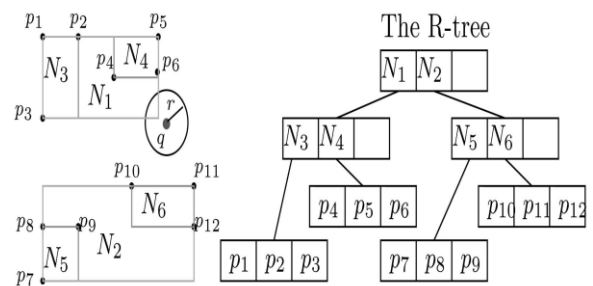 The R-tree
p1 p2 p5
N3 p4 N4 p6
N1
p3 r
q
p10 p11
p8 p9 N6 p12
N5 N2
p7
N1 N2
N3 N4 N5 N6
p4 p5 p6 p10 p11 p12
p1 p2 p3 p7 p8 p9